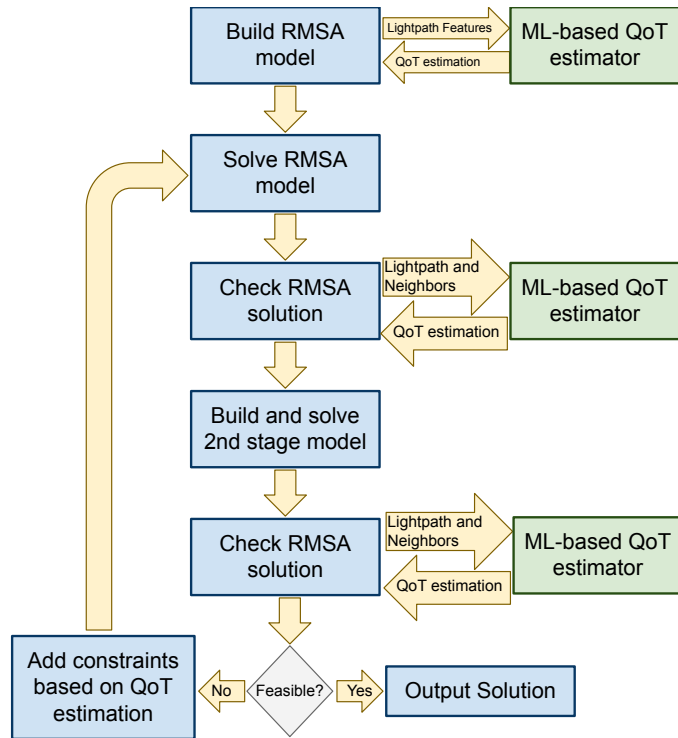 Build RMSA
model
Lightpath Features
QoT estimation
ML-based QoT
estimator
Solve RMSA
model
Check RMSA
solution
Lightpath and
Neighbors
QoT estimation
ML-based QoT
estimator
Build and solve
2nd stage model
Check RMSA
solution
Lightpath and
Neighbors
QoT estimation
ML-based QoT
estimator
Add constraints
based on QoT
estimation
No
Feasible?
Yes
Output Solution